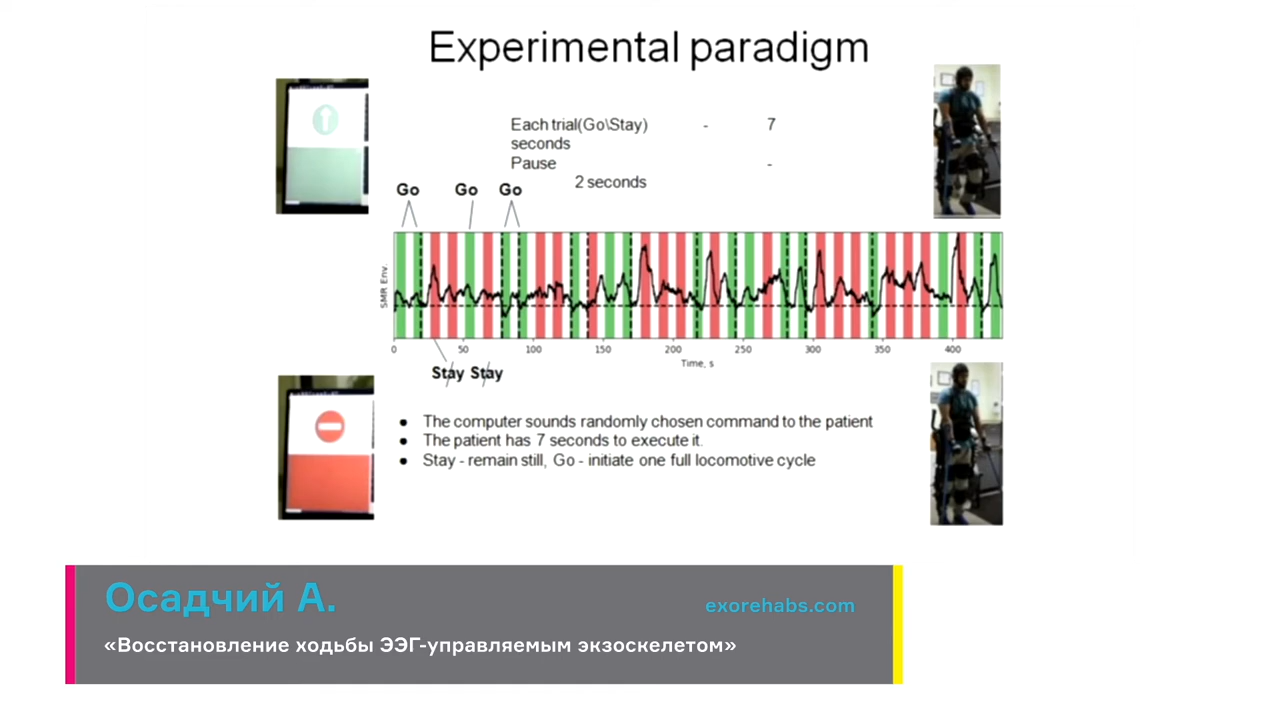 Experimental paradigm
Each trial(Go\Stay) - 7
seconds
Pause -
2 seconds
Go Go Go
SMR Env.
0 50 100 150 200 250 300 350 400
Time, s
Stay Stay
• The computer sounds randomly chosen command to the patient
• The patient has 7 seconds to execute it.
• Stay - remain still, Go - initiate one full locomotive cycle
Осадчий А.
exorehabs.com
«Восстановление ходьбы ЭЭГ-управляемым экзоскелетом»